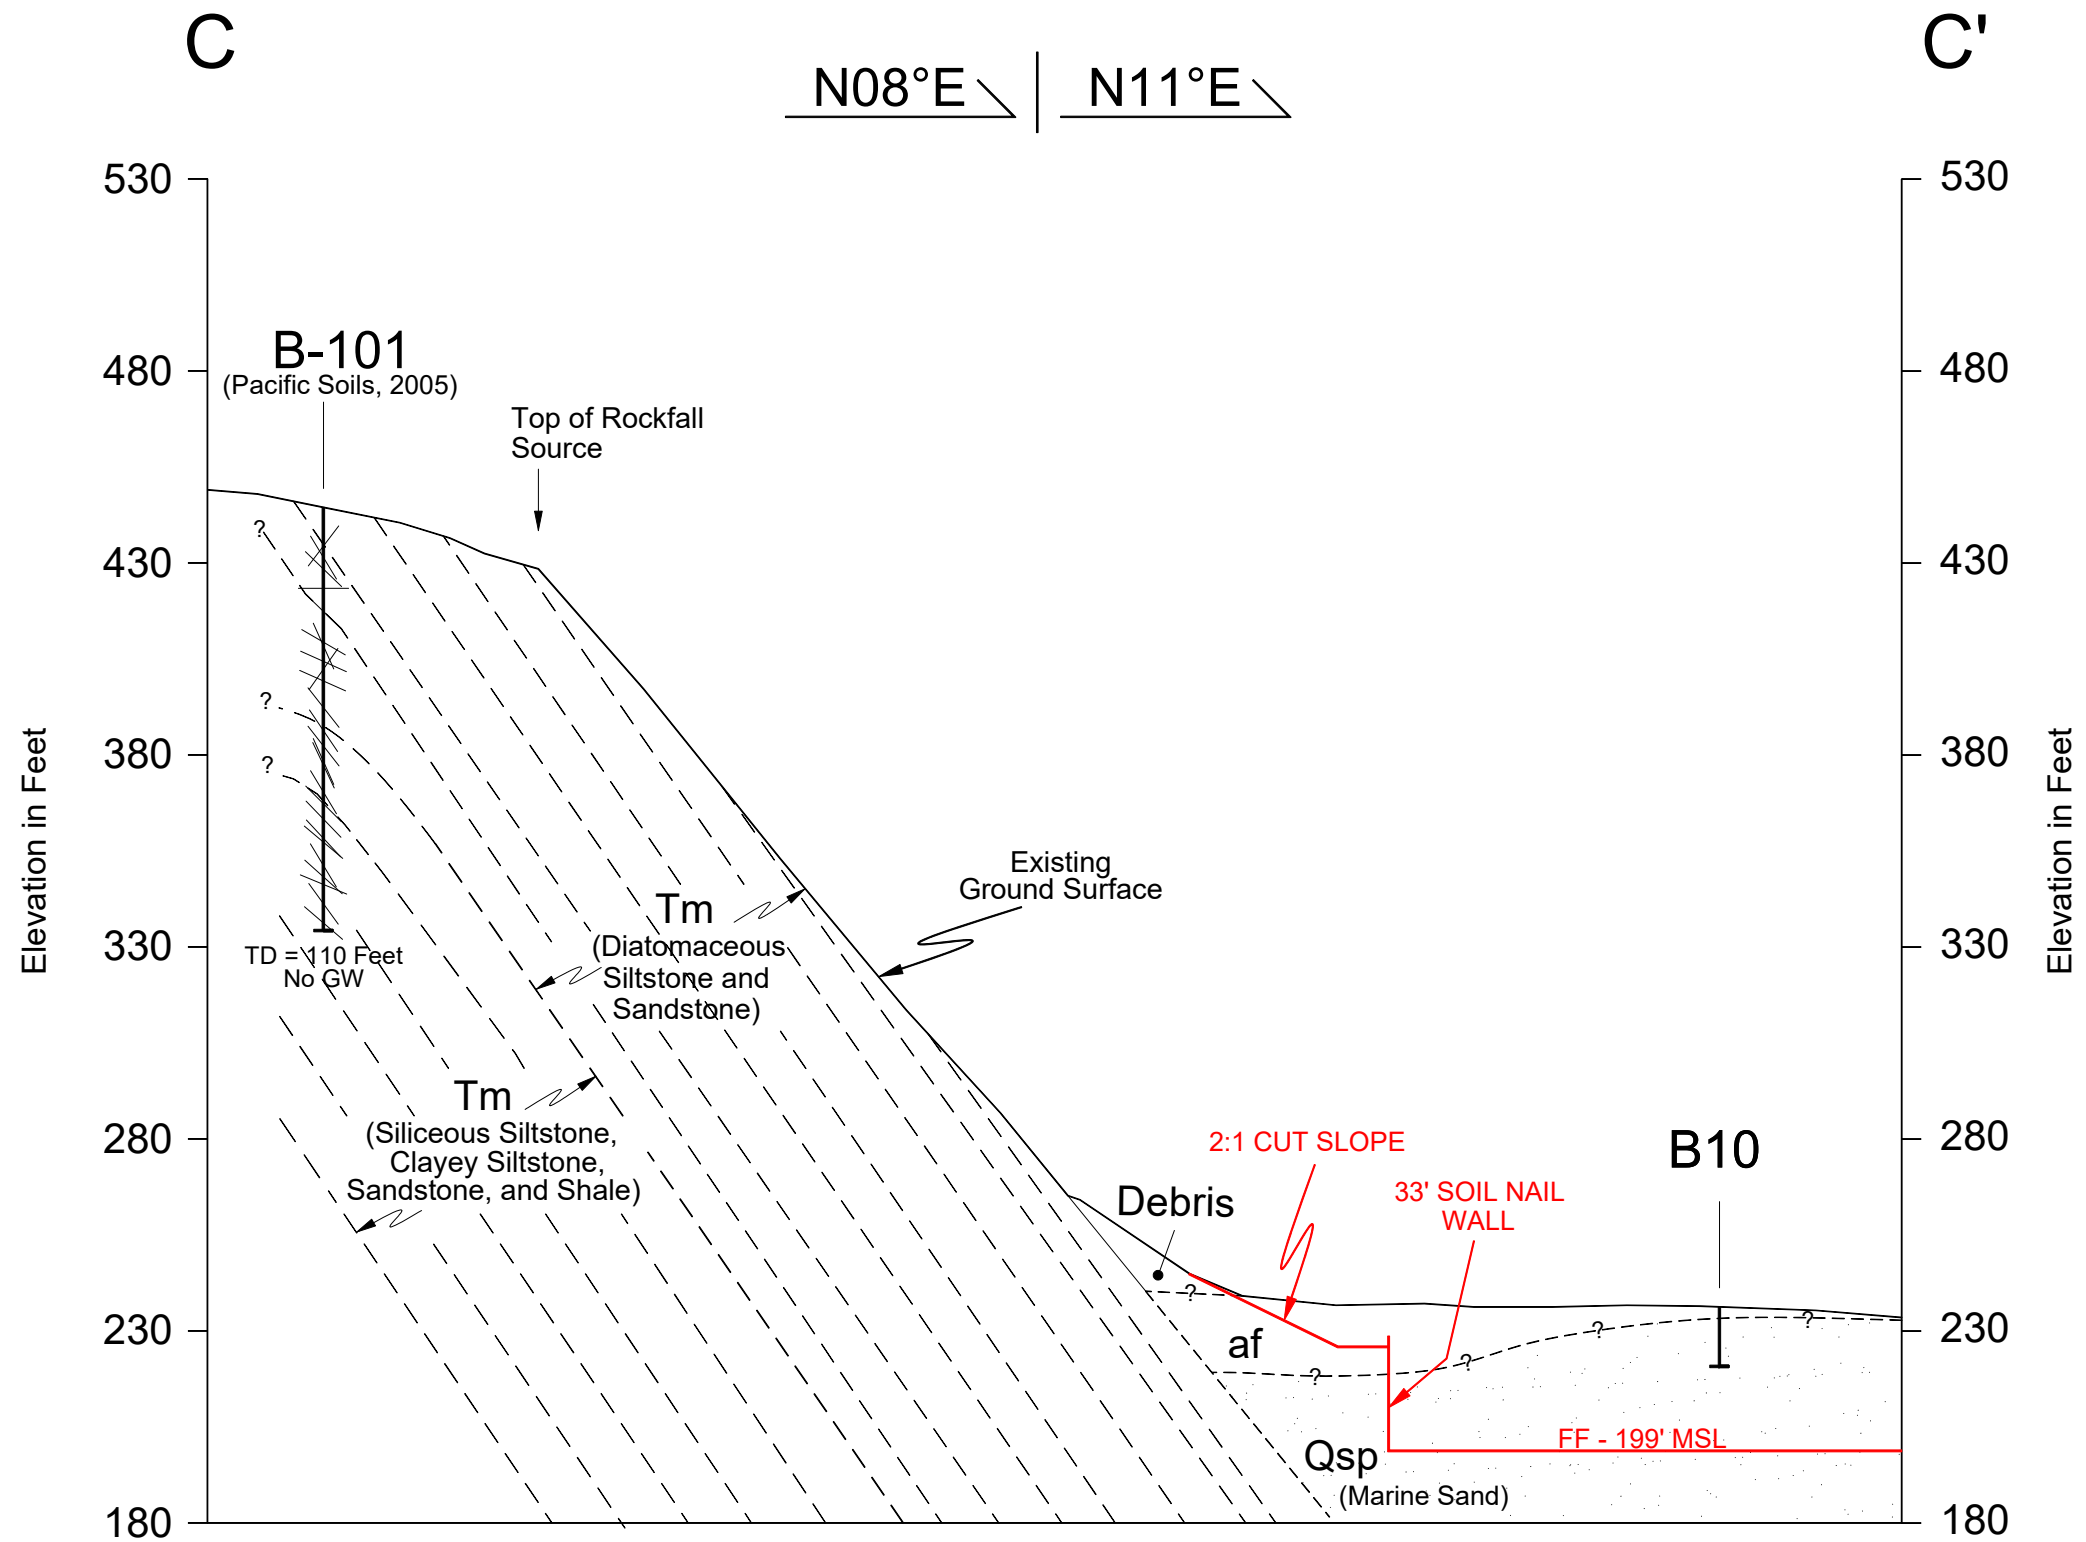 C
C'
N08°E
N11°E
530
530
B-101
(Pacific Soils, 2005)
480
480
Top of Rockfall
Source
?
430
430
?
Elevation in Feet
380
380
Elevation in Feet
?
Existing
Ground Surface
Tm
(Diatomaceous
Siltstone and
Sandstone)
330
330
TD = 110 Feet
No GW
Tm
(Siliceous Siltstone,
Clayey Siltstone,
Sandstone, and Shale)
280
280
2:1 CUT SLOPE
B10
33' SOIL NAIL
WALL
Debris
?
230
230
?
?
af
?
?
FF - 199' MSL
Qsp
(Marine Sand)
180
180